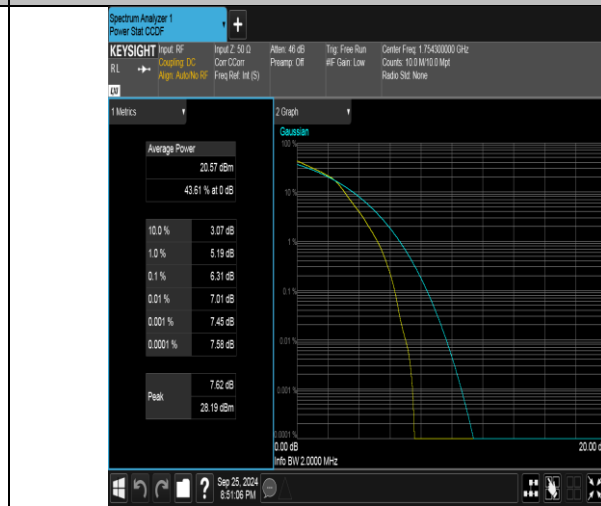 Spectrum Analyzer 1
Power Stat CCDF
+
KEYSIGHT Input: RF Input Z: 50 Ω Atten: 46 dB Trig: Free Run Center Freq: 1.754300000 GHz
RL Coupling: DC Corr CCorr Preamp: Off #IF Gain: Low Counts: 10.0 M/10.0 Mpt
Align: Auto/No RF Freq Ref: Int (S) Radio Std: None
LXI
1 Metrics
Average Power
20.57 dBm
43.61 % at 0 dB
10.0 % 3.07 dB
1.0 % 5.19 dB
0.1 % 6.31 dB
0.01 % 7.01 dB
0.001 % 7.45 dB
0.0001 % 7.58 dB
Peak 7.62 dB
28.19 dBm
2 Graph
Gaussian
100 %
10 %
1 %
0.1 %
0.01 %
0.001 %
0.0001 %
0.00 dB 20.00 d
Info BW 2.0000 MHz
? Sep 25, 2024
8:51:06 PM